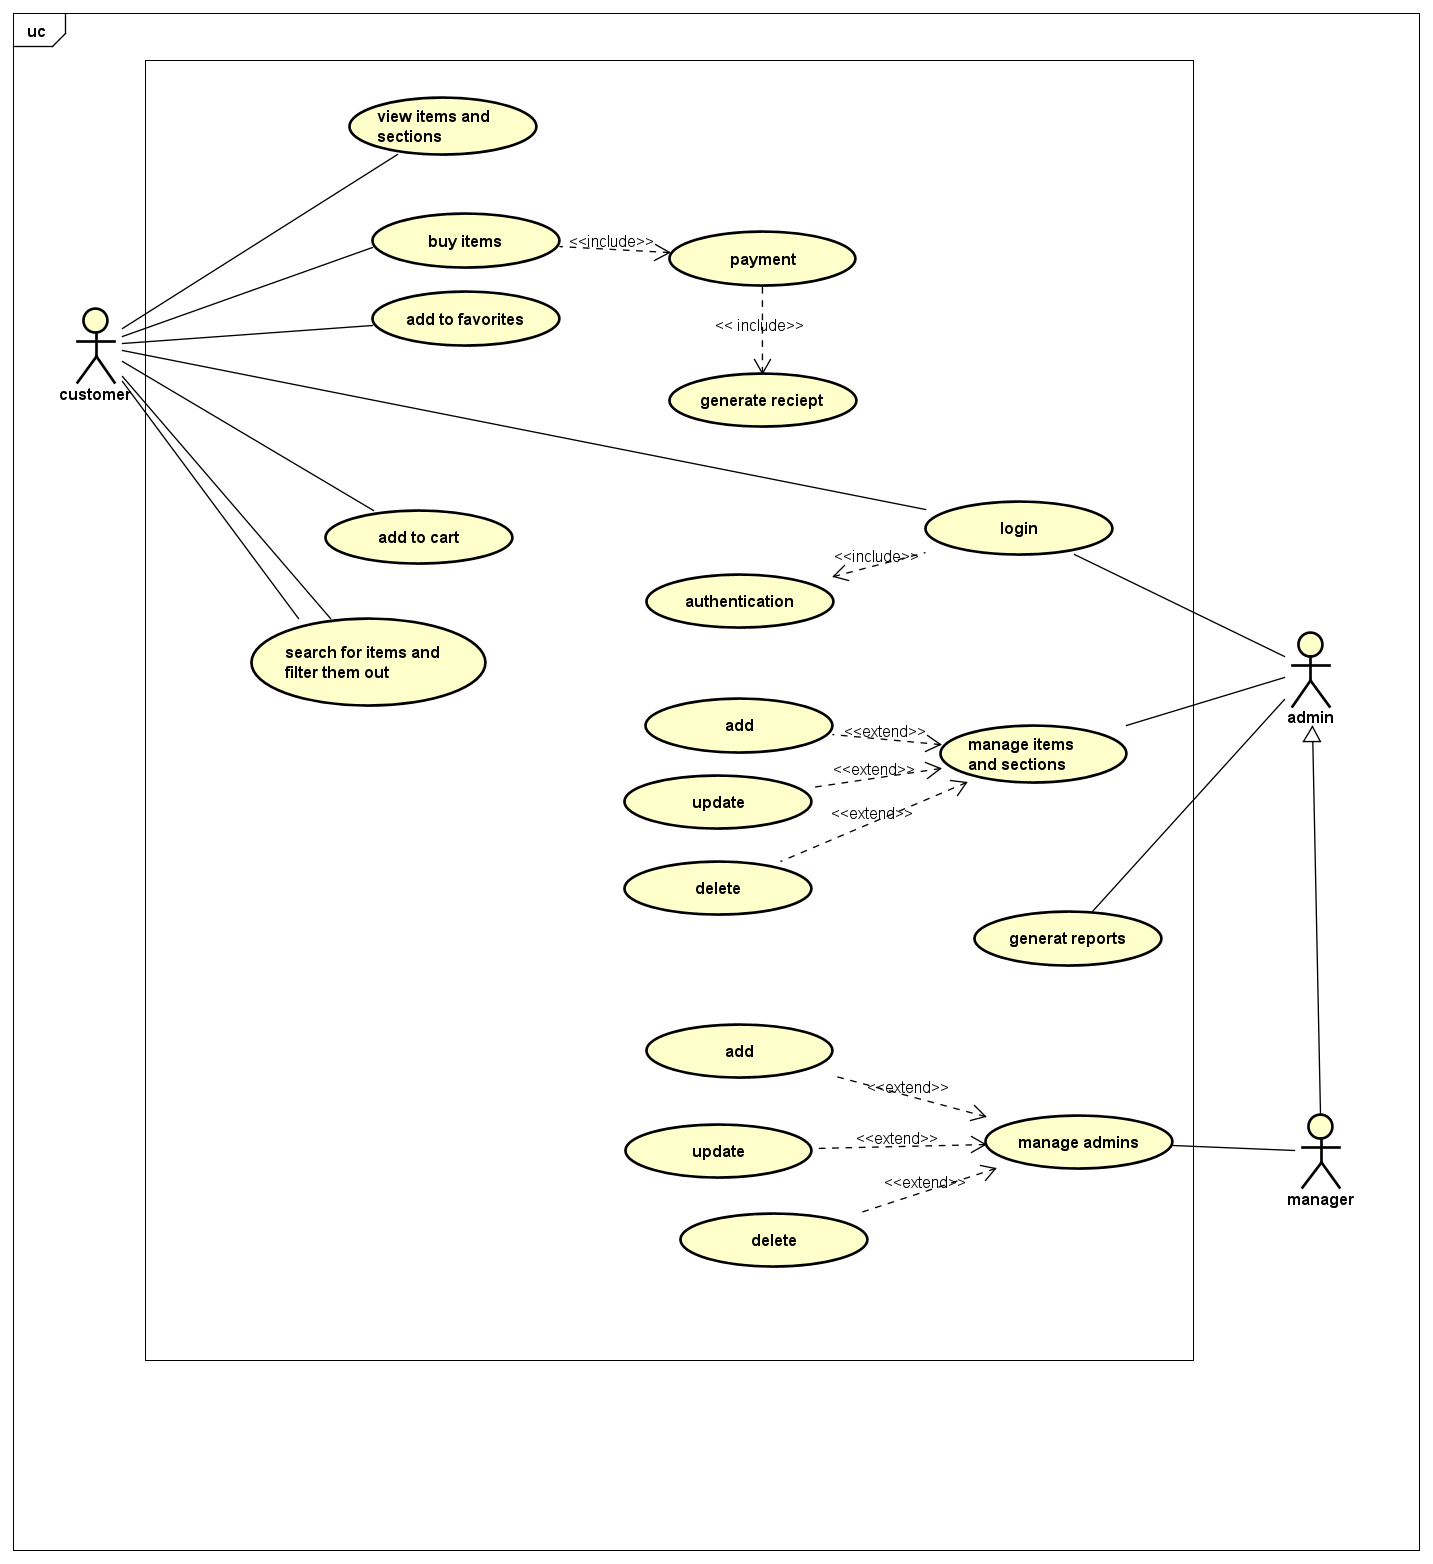 uc
view items and
sections
buy items
<<include>>
payment
add to favorites
<< include>>
customer
generate reciept
login
add to cart
<<include>>
authentication
search for items and
filter them out
admin
add
<<extend>>
manage items
and sections
<<extend>>
update
<<extend>>
delete
generat reports
add
<<extend>>
<<extend>>
manage admins
update
<<extend>>
manager
delete